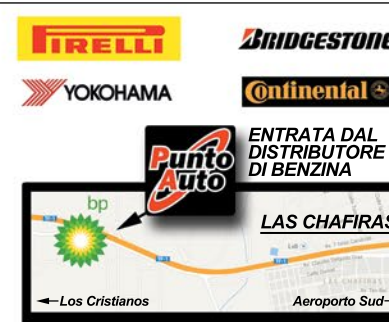 PIRELLI
BRIDGESTONE
YOKOHAMA
Continental
Punto
Auto
ENTRATA DAL
DISTRIBUTORE
DI BENZINA
bp
LAS CHAFIRAS
Los Cristianos
Aeroporto Sud